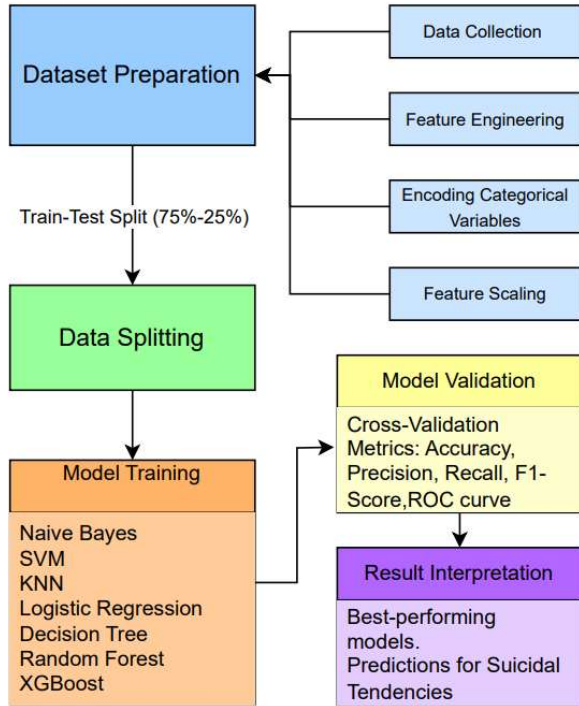 Dataset Preparation
Data Collection
Feature Engineering
Encoding Categorical
Variables
Feature Scaling
Train-Test Split (75%-25%)
Data Splitting
Model Training
Naive Bayes
SVM
KNN
Logistic Regression
Decision Tree
Random Forest
XGBoost
Model Validation
Cross-Validation
Metrics: Accuracy,
Precision, Recall, F1-
Score,ROC curve
Result Interpretation
Best-performing
models.
Predictions for Suicidal
Tendencies